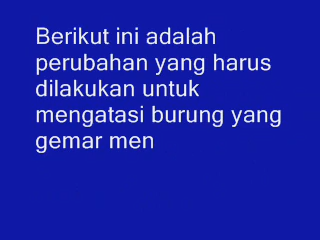 Berikut ini adalah
perubahan yang harus
dilakukan untuk
mengatasi burung yang
gemar men